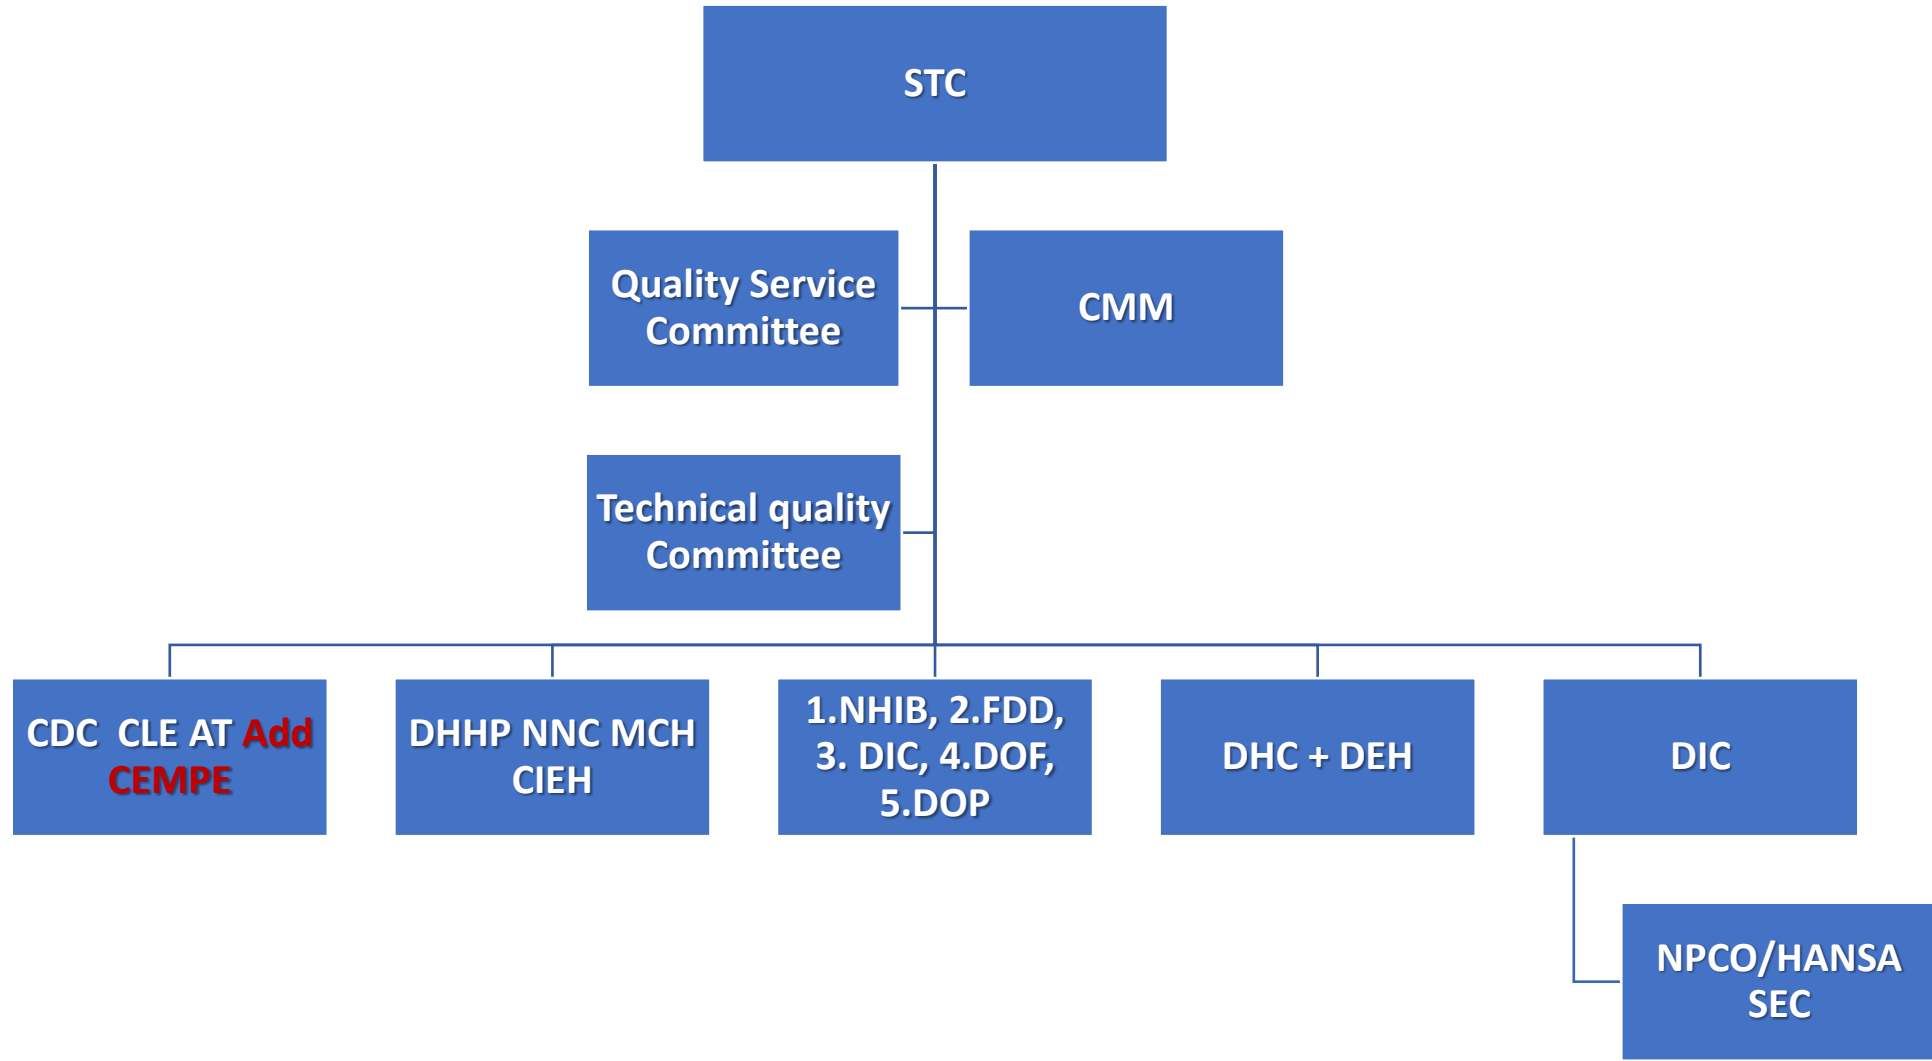 STC
Quality Service
Committee
CMM
Technical quality
Committee
CDC  CLE AT Add
CEMPE
DHHP NNC MCH
CIEH
1.NHIB, 2.FDD,
3. DIC, 4.DOF,
5.DOP
DHC + DEH
DIC
NPCO/HANSA
SEC